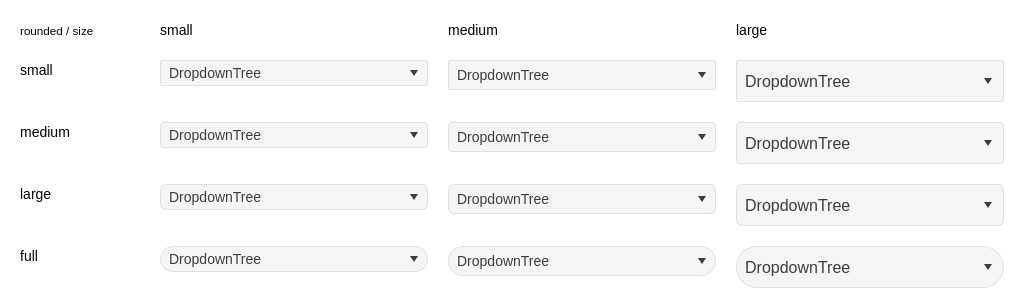 rounded / size small medium large
small DropdownTree DropdownTree DropdownTree
medium DropdownTree DropdownTree DropdownTree
large DropdownTree DropdownTree DropdownTree
full DropdownTree DropdownTree DropdownTree